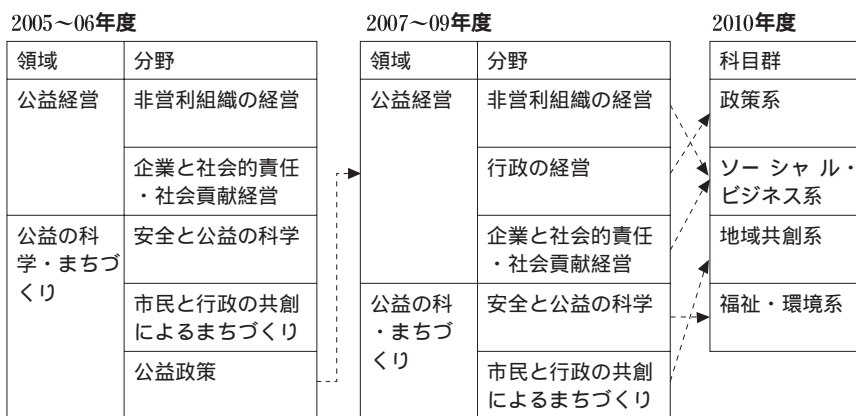 2005～06年度
領域 分野
公益経営 非営利組織の経営
企業と社会的責任
・社会貢献経営
公益の科
学・まちづ
くり
安全と公益の科学
市民と行政の共創
によるまちづくり
公益政策
2007～09年度
領域 分野
公益経営 非営利組織の経営
行政の経営
企業と社会的責任
・社会貢献経営
公益の科
・まちづ
くり
安全と公益の科学
市民と行政の共創
によるまちづくり
2010年度
科目群
政策系
ソーシャル・
ビジネス系
地域共創系
福祉・環境系